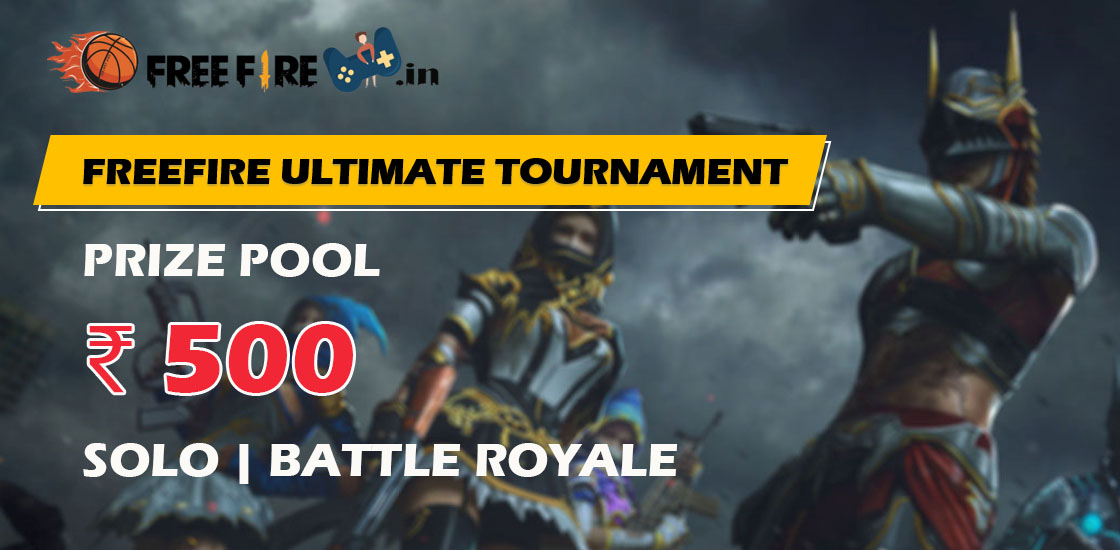 FREE FIRE .in
FREEFIRE ULTIMATE TOURNAMENT
PRIZE POOL
₹ 500
SOLO | BATTLE ROYALE